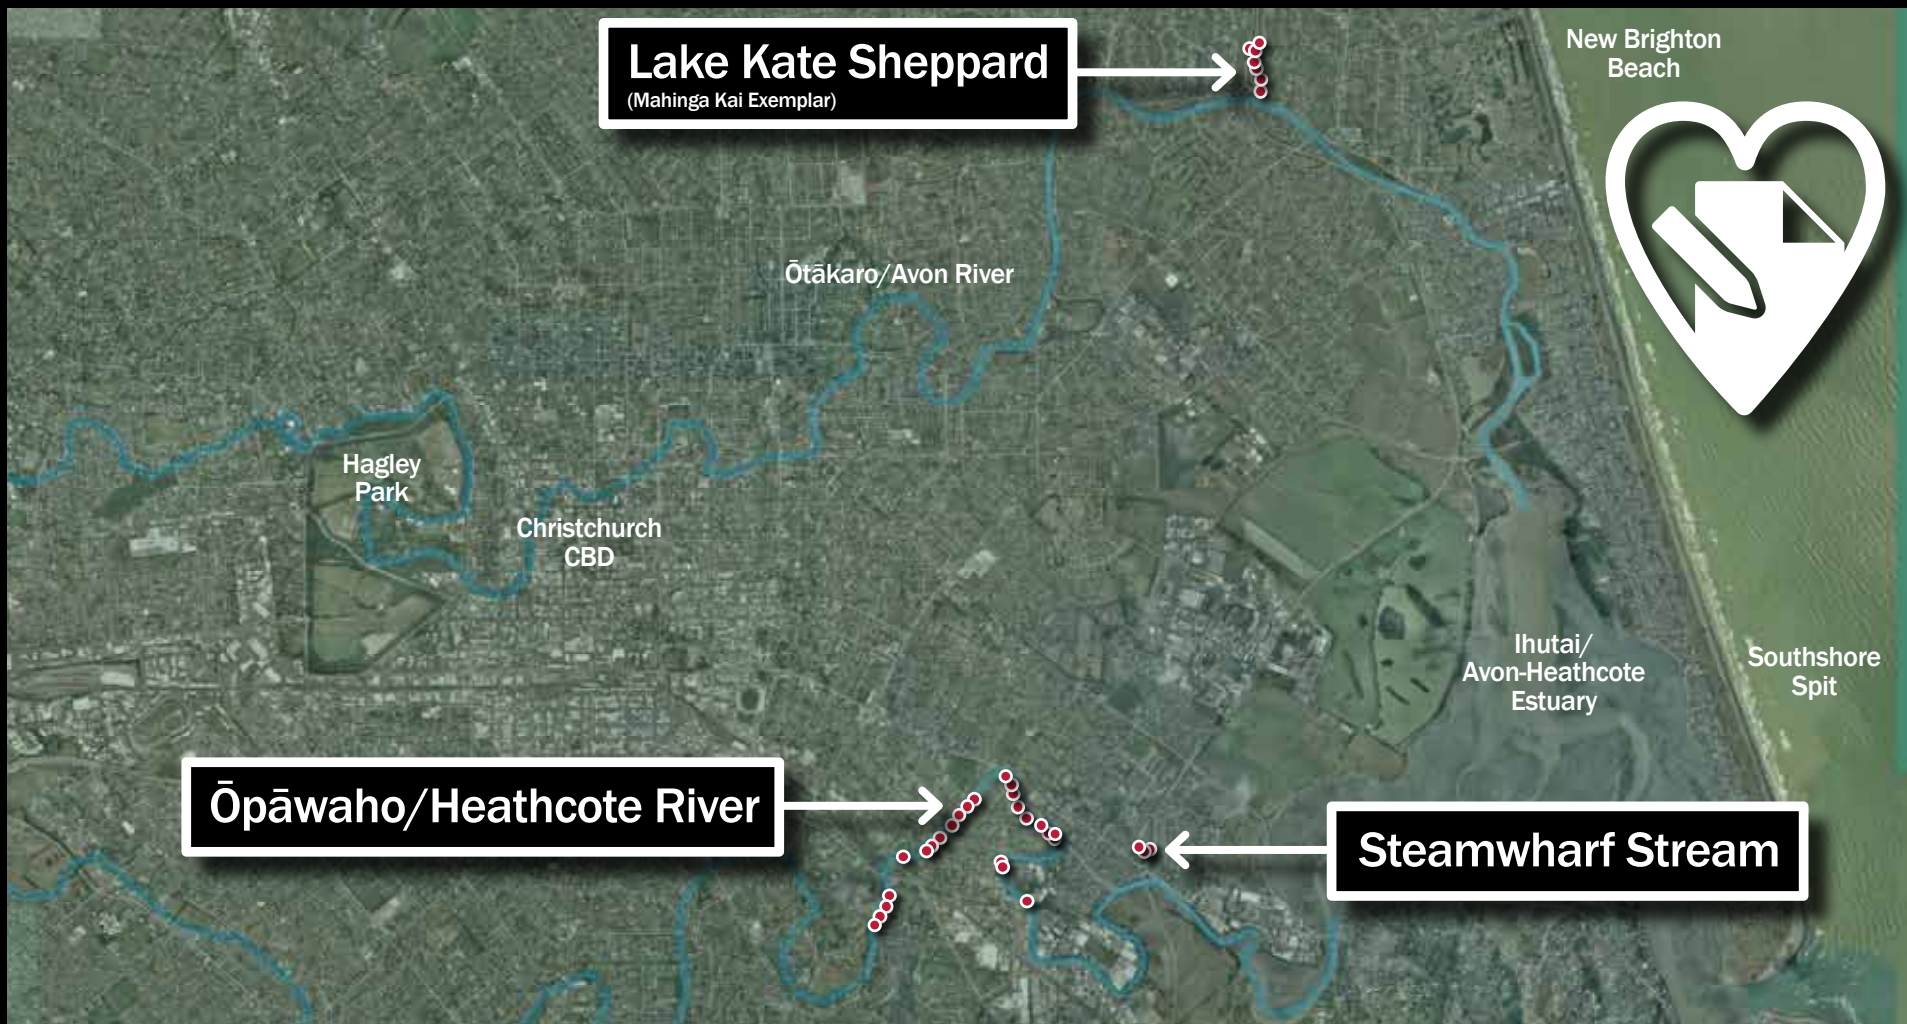 Lake Kate Sheppard
(Mahinga Kai Exemplar)
New Brighton
Beach
Ōtākaro/Avon River
Hagley
Park
Christchurch
CBD
Ihutai/
Avon-Heathcote
Estuary
Southshore
Spit
Ōpāwaho/Heathcote River
Steamwharf Stream